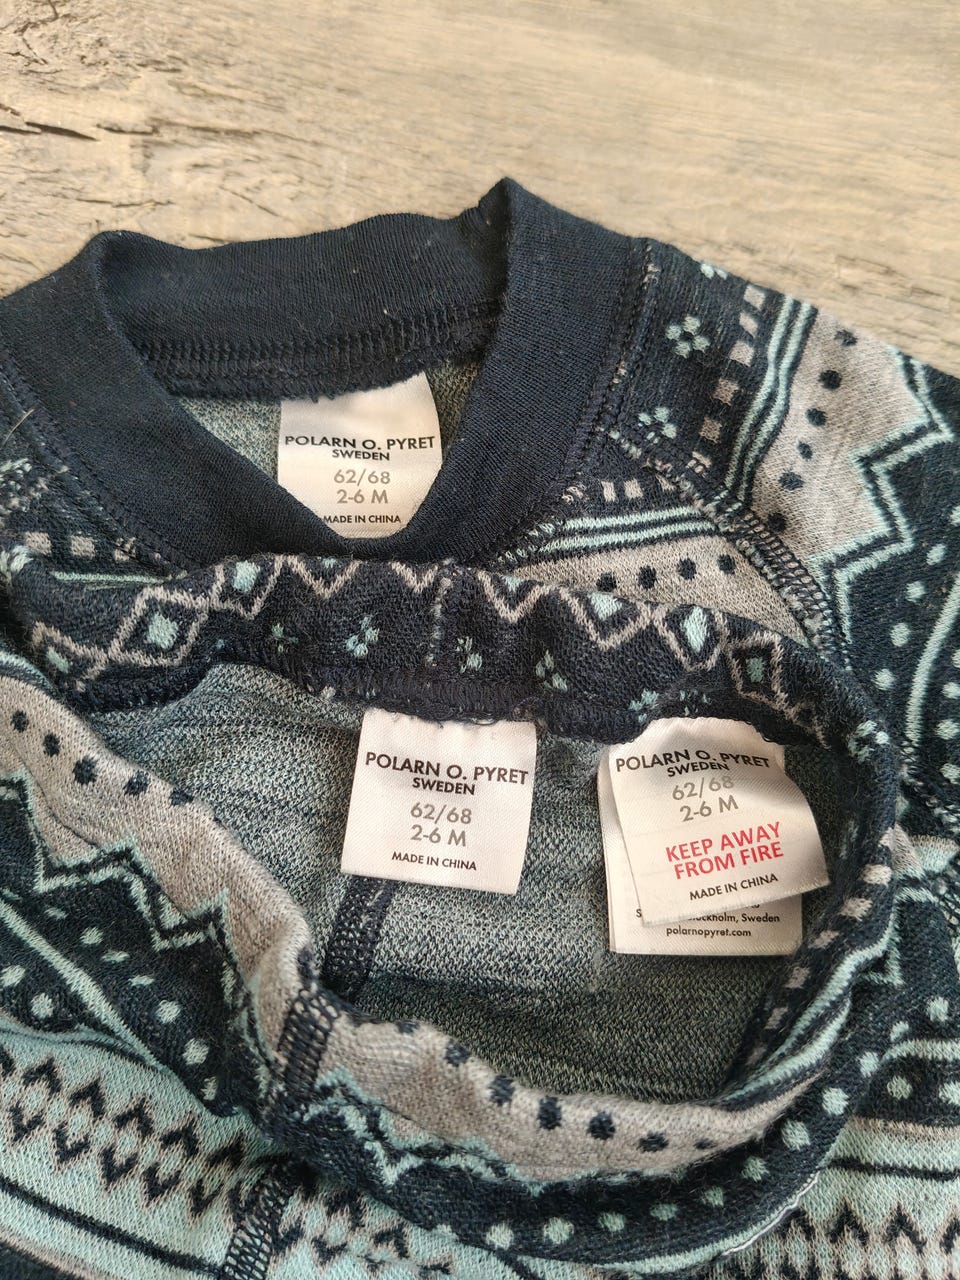 POLARN O. PYRET
SWEDEN
62/68
2-6 M
MADE IN CHINA
POLARN O. PYRET
SWEDEN
62/68
2-6 M
MADE IN CHINA
POLARN O. PYRET
SWEDEN
62/68
2-6 M
KEEP AWAY
FROM FIRE
MADE IN CHINA
Sweden
polarnopyret.com